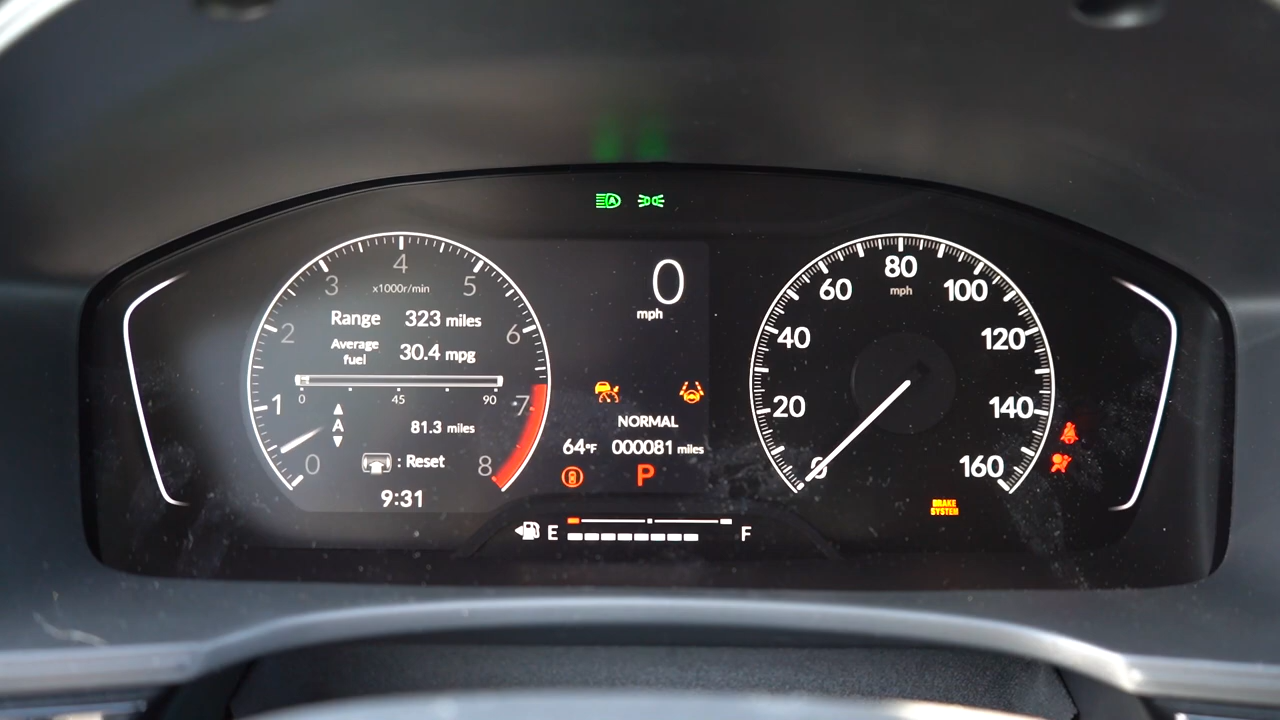 A
0
mph
0
1
2
3
4
5
6
7
8
x1000r/min
Range 323 miles
Average fuel 30.4 mpg
0 45 90
A
81.3 miles
: Reset
9:31
NORMAL
64°F 000081 miles
P
E F
0
20
40
60
80
100
120
140
160
mph
BRAKE
SYSTEM